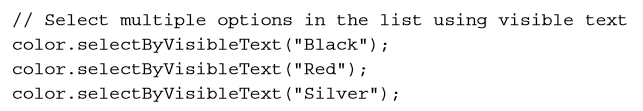 // Select multiple options in the list using visible text
color.selectByVisibleText("Black");
color.selectByVisibleText("Red");
color.selectByVisibleText("Silver");